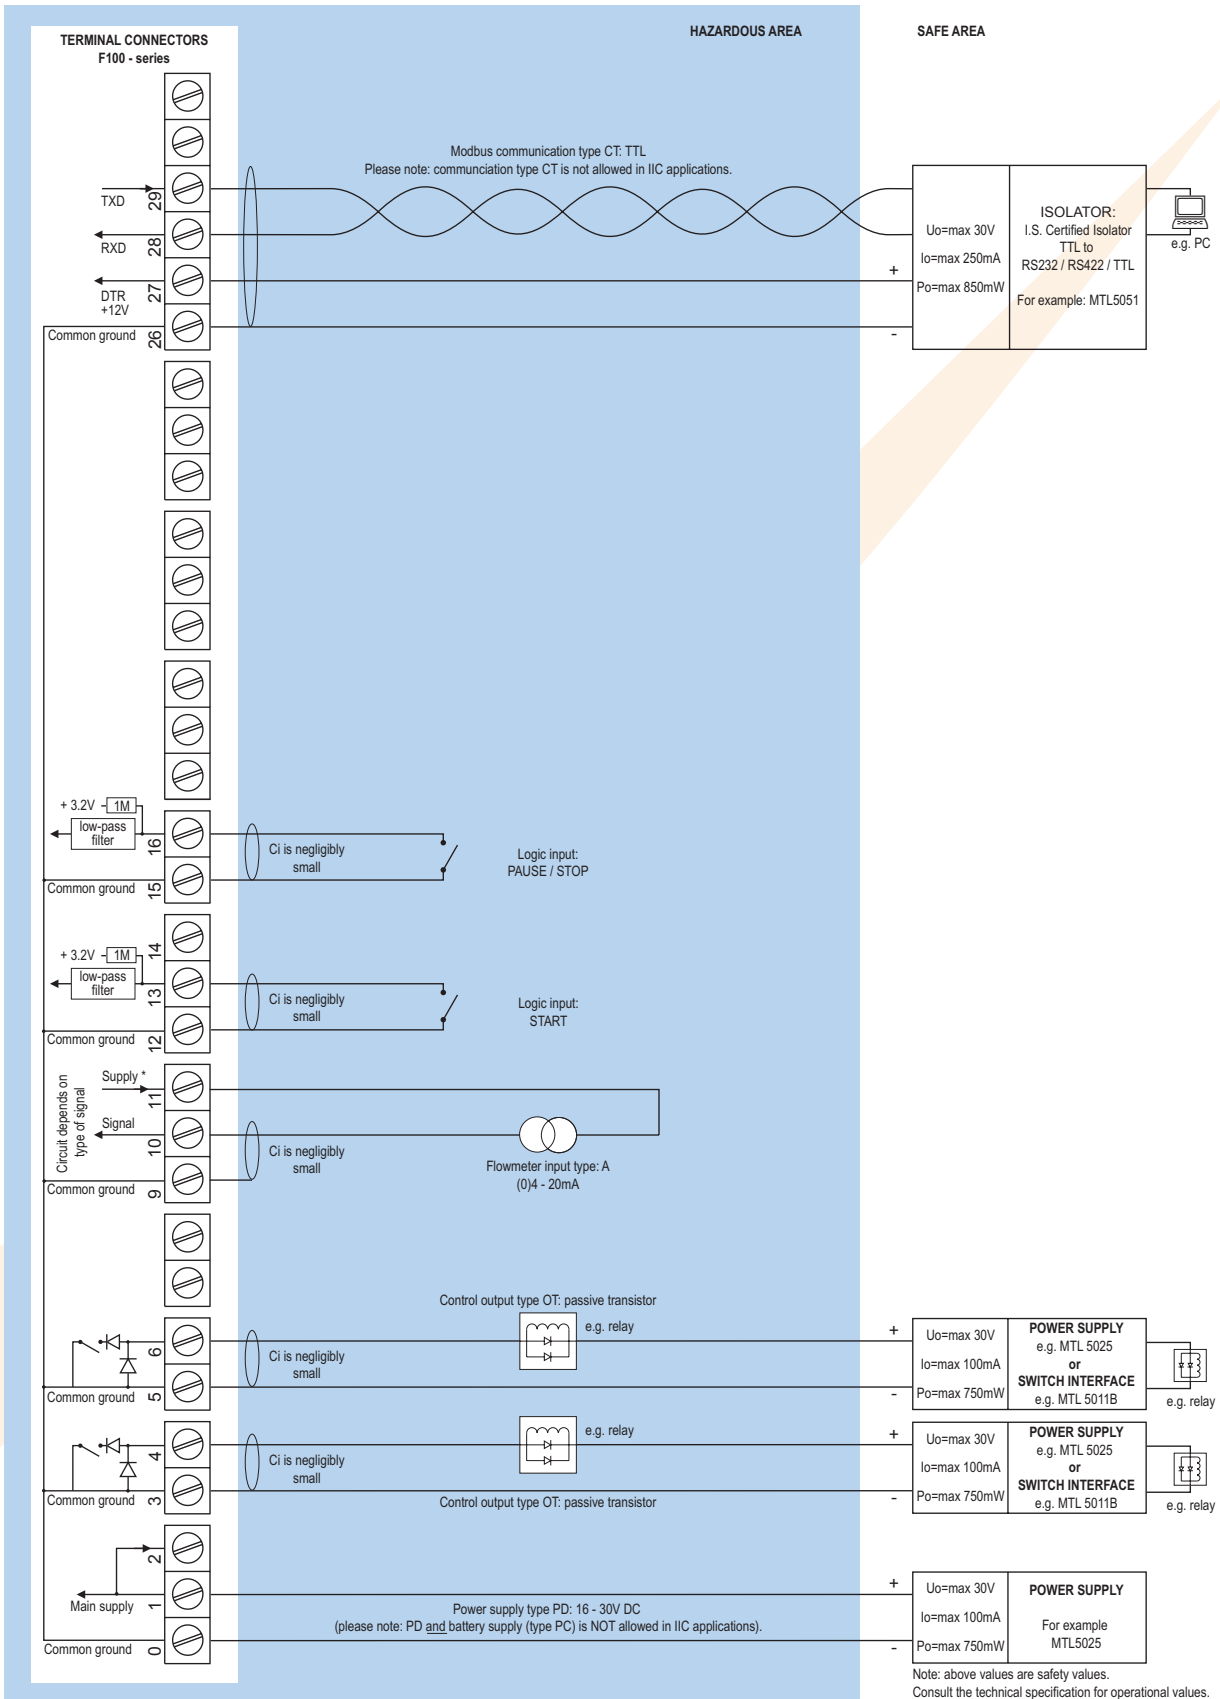 HAZARDOUS AREA
SAFE AREA
TERMINAL CONNECTORS
F100 - series
Modbus communication type CT: TTL
Please note: communciation type CT is not allowed in IIC applications.
TXD
29
RXD
28
DTR
+12V
27
Common ground
26
+
-
Uo=max 30V
Io=max 250mA
Po=max 850mW
ISOLATOR:
I.S. Certified Isolator
TTL to
RS232 / RS422 / TTL
For example: MTL5051
e.g. PC
+ 3.2V
1M
low-pass
filter
16
Common ground
15
Ci is negligibly
small
Logic input:
PAUSE / STOP
14
+ 3.2V
1M
low-pass
filter
13
Common ground
12
Ci is negligibly
small
Logic input:
START
Circuit depends on
type of signal
Supply *
11
Signal
10
Common ground
9
Ci is negligibly
small
Flowmeter input type: A
(0)4 - 20mA
Control output type OT: passive transistor
e.g. relay
6
Ci is negligibly
small
Common ground
5
+
-
Uo=max 30V
Io=max 100mA
Po=max 750mW
POWER SUPPLY
e.g. MTL 5025
or
SWITCH INTERFACE
e.g. MTL 5011B
e.g. relay
e.g. relay
4
Ci is negligibly
small
Common ground
3
Control output type OT: passive transistor
+
-
Uo=max 30V
Io=max 100mA
Po=max 750mW
POWER SUPPLY
e.g. MTL 5025
or
SWITCH INTERFACE
e.g. MTL 5011B
e.g. relay
2
Main supply
1
Common ground
0
Power supply type PD: 16 - 30V DC
(please note: PD and battery supply (type PC) is NOT allowed in IIC applications).
+
-
Uo=max 30V
Io=max 100mA
Po=max 750mW
POWER SUPPLY
For example
MTL5025
Note: above values are safety values.
Consult the technical specification for operational values.